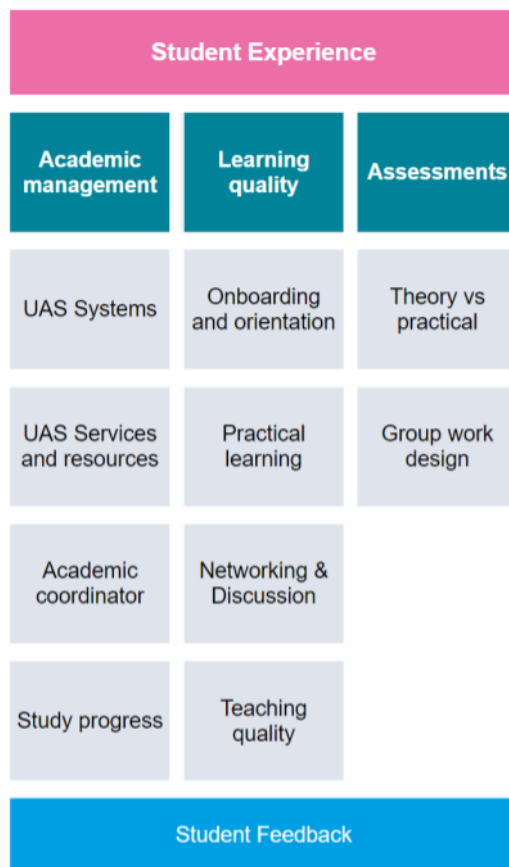 Student Experience
Academic
management
Learning
quality
Assessments
UAS Systems
Onboarding
and orientation
Theory vs
practical
UAS Services
and resources
Practical
learning
Group work
design
Academic
coordinator
Networking &
Discussion
Study progress
Teaching
quality
Student Feedback